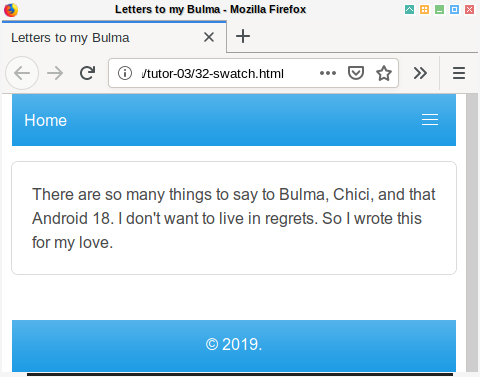 Letters to my Bulma - Mozilla Firefox
Letters to my Bulma
/tutor-03/32-swatch.html
Home
There are so many things to say to Bulma, Chici, and that
Android 18. I don't want to live in regrets. So I wrote this
for my love.
© 2019.